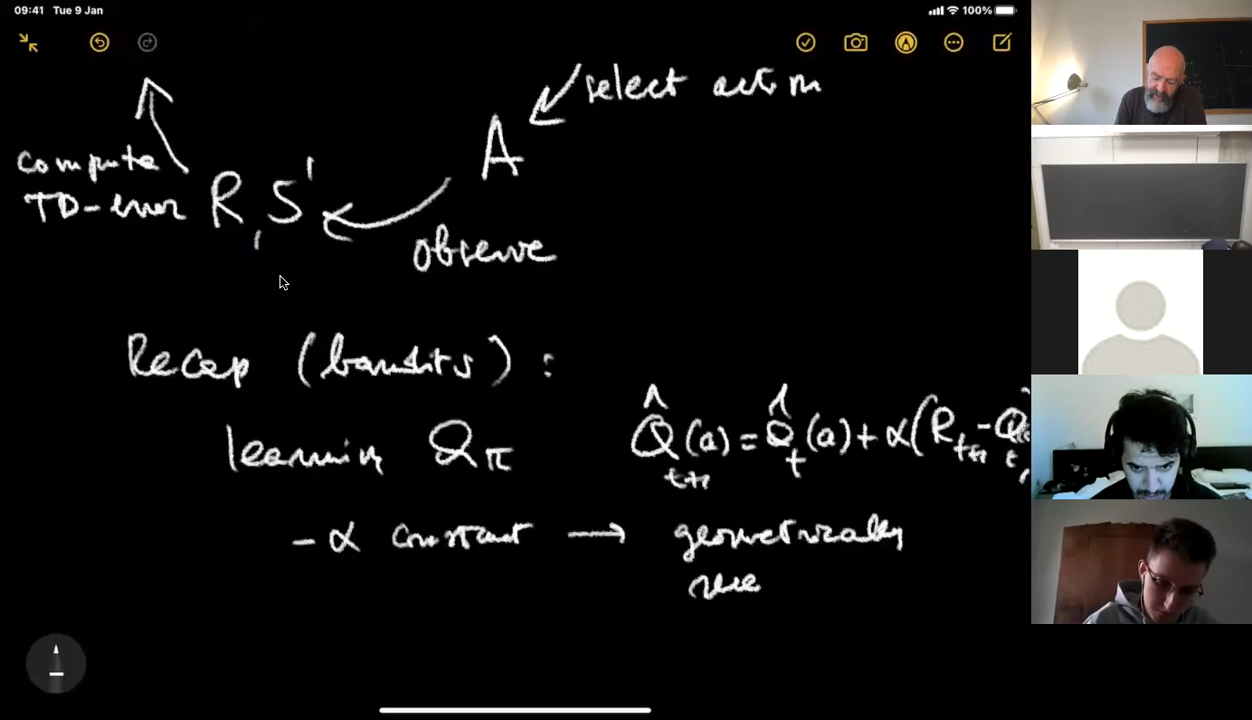 09:41 Tue 9 Jan
100%
select action
A
compute
TD-error R, S'
observe
Recap (bandits) :
learning Qπ
Q̂t+1(a) = Q̂t(a) + α(Rt+1 - Q̂t
- α constant → geometrically